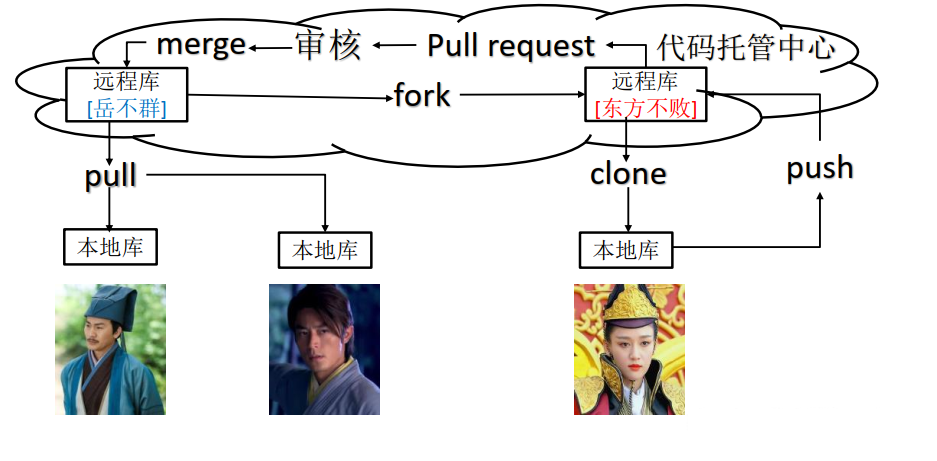 merge
审核
Pull request
代码托管中心
远程库
[岳不群]
fork
远程库
[东方不败]
pull
clone
push
本地库
本地库
本地库